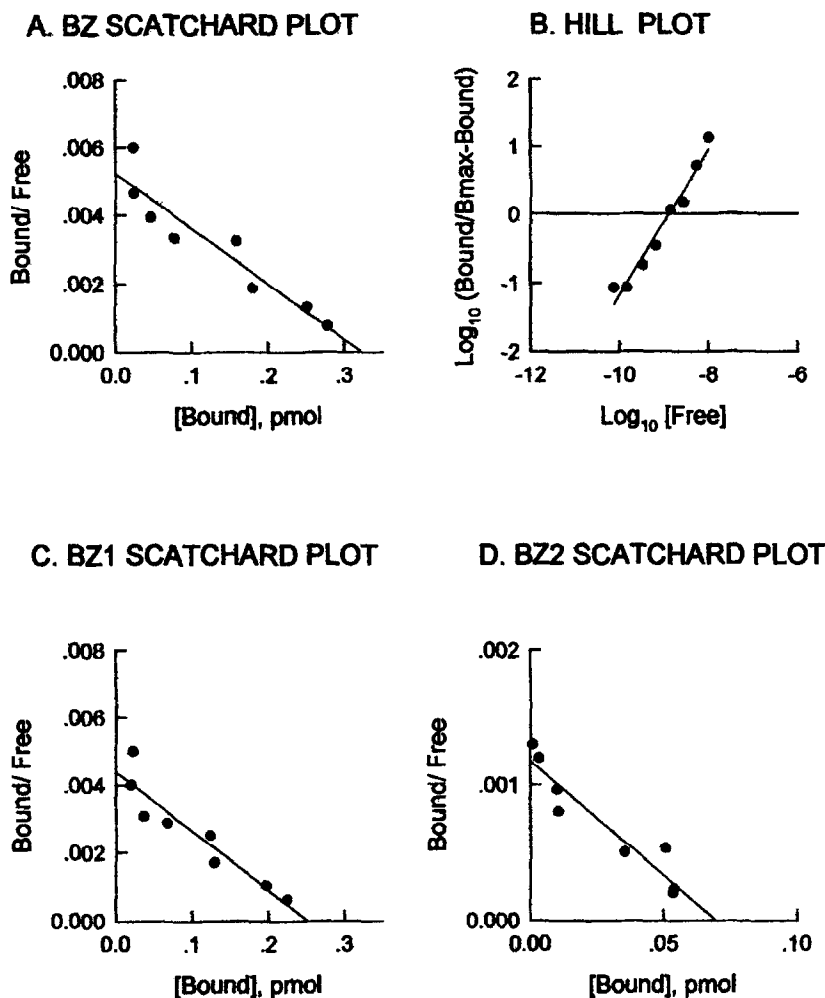 A. BZ SCATCHARD PLOT
.008
.006
.004
.002
0.000
0.0 .1 .2 .3
Bound/ Free
[Bound], pmol
B. HILL PLOT
2
1
0
-1
-2
-12 -10 -8 -6
Log10 (Bound/Bmax-Bound)
Log10 [Free]
C. BZ1 SCATCHARD PLOT
.008
.006
.004
.002
0.000
0.0 .1 .2 .3
Bound/ Free
[Bound], pmol
D. BZ2 SCATCHARD PLOT
.002
.001
0.000
0.00 .05 .10
Bound/ Free
[Bound], pmol